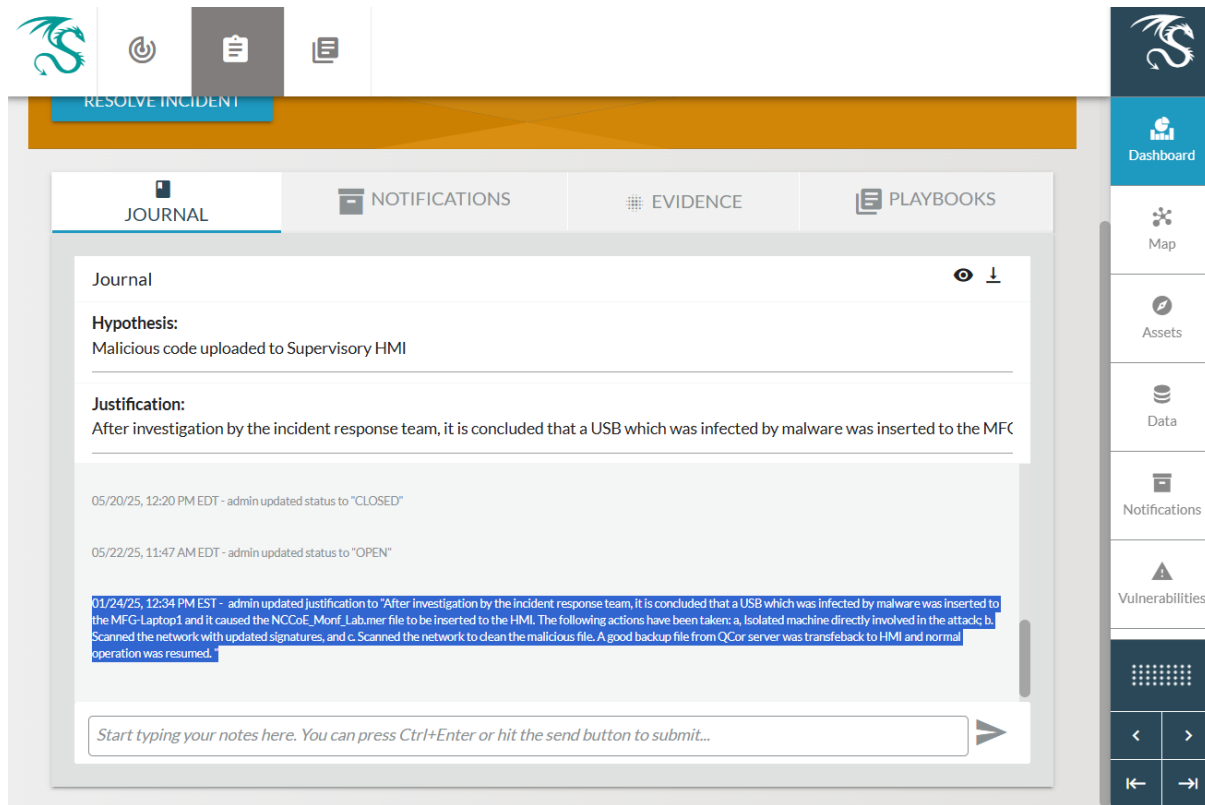 RESOLVE INCIDENT
JOURNAL
NOTIFICATIONS
EVIDENCE
PLAYBOOKS
Journal
Hypothesis:
Malicious code uploaded to Supervisory HMI
Justification:
After investigation by the incident response team, it is concluded that a USB which was infected by malware was inserted to the MFC
05/20/25, 12:20 PM EDT - admin updated status to "CLOSED"
05/22/25, 11:47 AM EDT - admin updated status to "OPEN"
01/24/25, 12:34 PM EST - admin updated justification to "After investigation by the incident response team, it is concluded that a USB which was infected by malware was inserted to
the MFG-Laptop1 and it caused the NCCoE_Monf_Lab.mer file to be inserted to the HMI. The following actions have been taken: a, Isolated machine directly involved in the attack; b.
Scanned the network with updated signatures, and c. Scanned the network to clean the malicious file. A good backup file from QCor server was transfeback to HMI and normal
operation was resumed. "
Start typing your notes here. You can press Ctrl+Enter or hit the send button to submit...
Dashboard
Map
Assets
Data
Notifications
Vulnerabilities